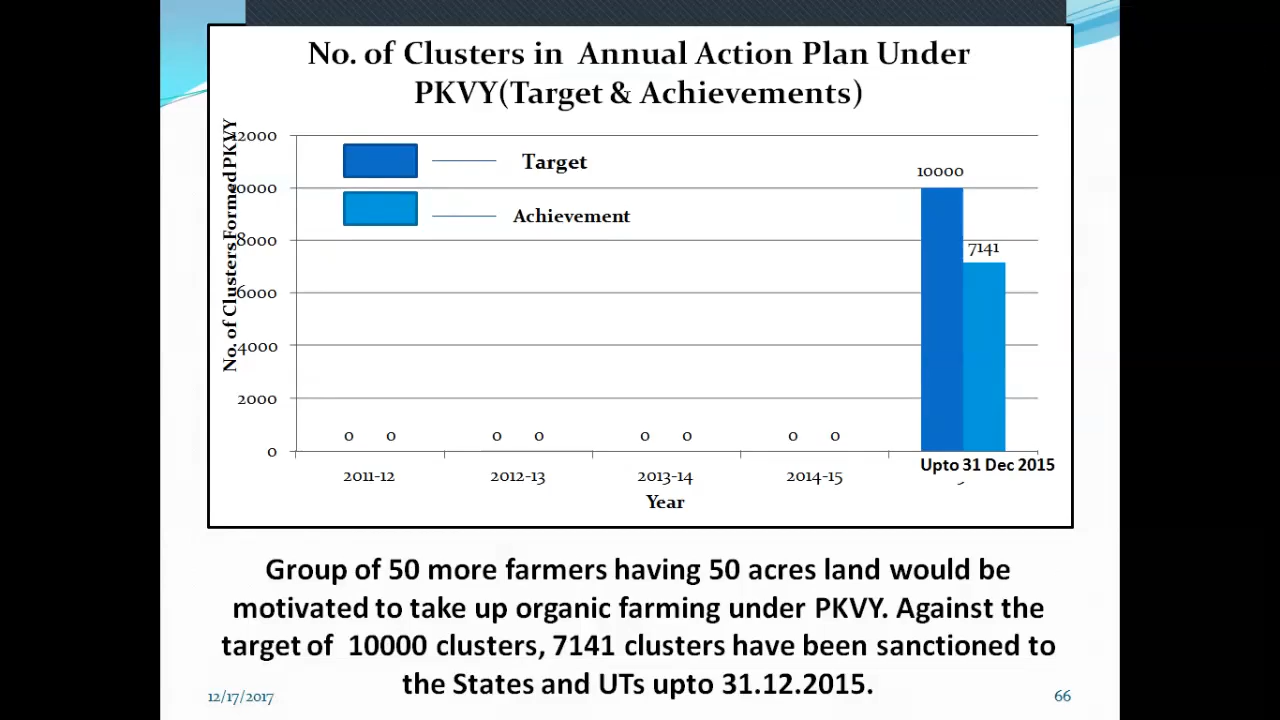 No. of Clusters in Annual Action Plan Under
PKVY(Target & Achievements)
No. of Clusters Formed PKVY
12000
10000
8000
6000
4000
2000
0
Target
Achievement
0 0
0 0
0 0
0 0
10000
7141
2011-12
2012-13
2013-14
2014-15
Upto 31 Dec 2015
Year
Group of 50 more farmers having 50 acres land would be
motivated to take up organic farming under PKVY. Against the
target of 10000 clusters, 7141 clusters have been sanctioned to
the States and UTs upto 31.12.2015.
12/17/2017
66